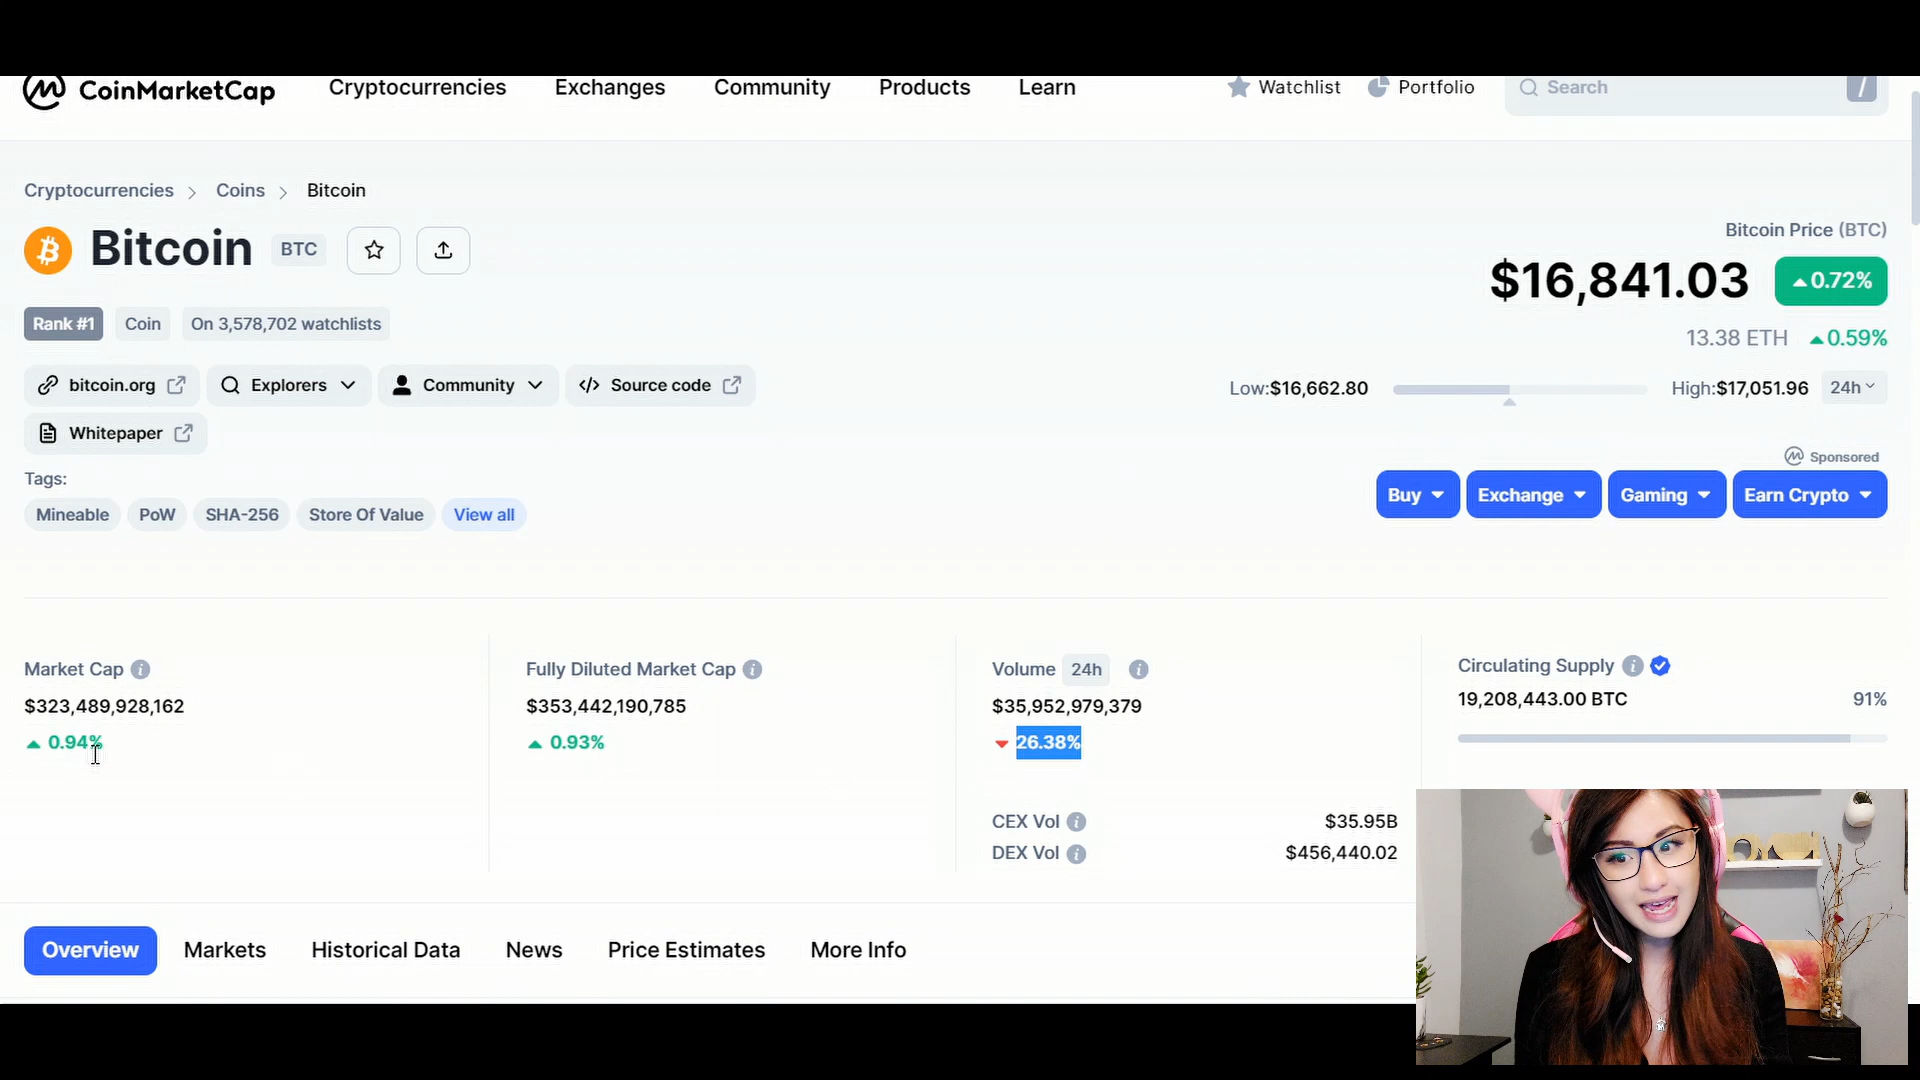 CoinMarketCap Cryptocurrencies Exchanges Community Products Learn Watchlist Portfolio Search /
Cryptocurrencies > Coins > Bitcoin
Bitcoin BTC
Rank #1 Coin On 3,578,702 watchlists
bitcoin.org Explorers Community Source code
Whitepaper
Tags:
Mineable PoW SHA-256 Store Of Value View all
Bitcoin Price (BTC)
$16,841.03 0.72%
13.38 ETH 0.59%
Low:$16,662.80 High:$17,051.96 24h
Sponsored
Buy Exchange Gaming Earn Crypto
Market Cap
$323,489,928,162
0.94%
Fully Diluted Market Cap
$353,442,190,785
0.93%
Volume 24h
$35,952,979,379
26.38%
CEX Vol $35.95B
DEX Vol $456,440.02
Circulating Supply
19,208,443.00 BTC 91%
Overview Markets Historical Data News Price Estimates More Info